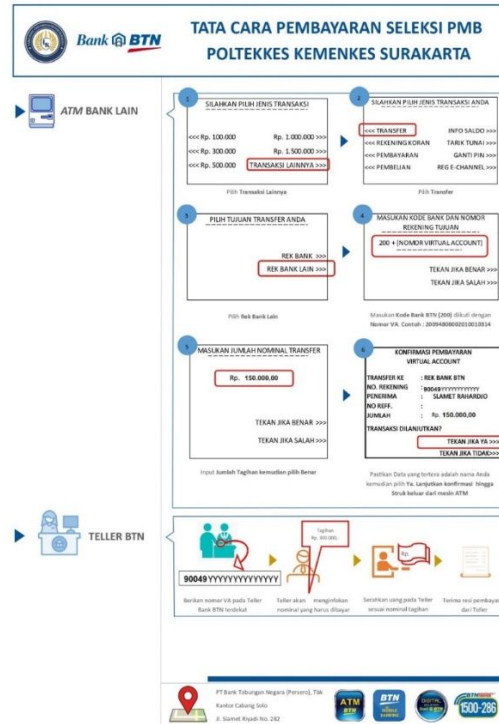 Bank BTN
TATA CARA PEMBAYARAN SELEKSI PMB
POLTEKKES KEMENKES SURAKARTA
ATM BANK LAIN
1
SILAHKAN PILIH JENIS TRANSAKSI
<<< Rp. 100.000 Rp. 1.000.000 >>>
<<< Rp. 300.000 Rp. 1.500.000 >>>
<<< Rp. 500.000 TRANSAKSI LAINNYA >>>
Pilih Transaksi Lainnya
2
SILAHKAN PILIH JENIS TRANSAKSI ANDA
<<< TRANSFER INFO SALDO >>>
<<< REKENING KORAN TARIK TUNAI >>>
<<< PEMBAYARAN GANTI PIN >>>
<<< PEMBELIAN REG E-CHANNEL >>>
Pilih Transfer
3
PILIH TUJUAN TRANSFER ANDA
REK BANK >>>
REK BANK LAIN >>>
Pilih Rek Bank Lain
4
MASUKAN KODE BANK DAN NOMOR
REKENING TUJUAN
200 + (NOMOR VIRTUAL ACCOUNT)
TEKAN JIKA BENAR >>>
TEKAN JIKA SALAH >>>
Masukan Kode Bank BTN (200) diikuti dengan
Nomor VA. Contoh :
5
MASUKAN JUMLAH NOMINAL TRANSFER
Rp. 150.000,00
TEKAN JIKA BENAR >>>
TEKAN JIKA SALAH >>>
Input Jumlah Tagihan kemudian pilih Benar
6
KONFIRMASI PEMBAYARAN
VIRTUAL ACCOUNT
TRANSFER KE : REK BANK BTN
NO. REKENING :
PENERIMA : SLAMET RAHARDJO
NO REFF. :
JUMLAH : Rp. 150.000,00
TRANSAKSI DILANJUTKAN?
TEKAN JIKA YA >>>
TEKAN JIKA TIDAK>>>
Pastikan Data yang tertera adalah nama Anda
kemudian pilih Ya. Lanjutkan konfirmasi hingga
Struk keluar dari mesin ATM
TELLER BTN
90049 YYYYYYYYYYYYY
Berikan nomor VA pada Teller
Bank BTN terdekat
Tagihan
Teller akan menginfokan
nominal yang harus dibayar
Rp.
Serahkan uang pada Teller
sesuai nominal tagihan
Terima resi pembayar
dari Teller
PT Bank Tabungan Negara (Persero), Tbk
Kantor Cabang Solo
Jl. Slamet Riyadi No. 282
ATM
BTN
BTN
MOBILE
BANKING
DIGITAL
1500-286